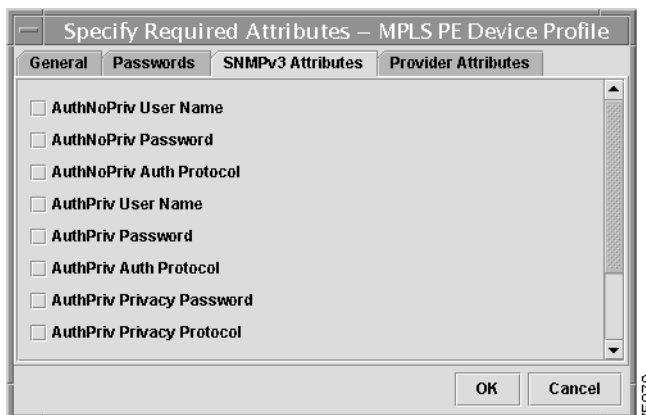 Specify Required Attributes – MPLS PE Device Profile
General Passwords SNMPv3 Attributes Provider Attributes
AuthNoPriv User Name
AuthNoPriv Password
AuthNoPriv Auth Protocol
AuthPriv User Name
AuthPriv Password
AuthPriv Auth Protocol
AuthPriv Privacy Password
AuthPriv Privacy Protocol
OK Cancel